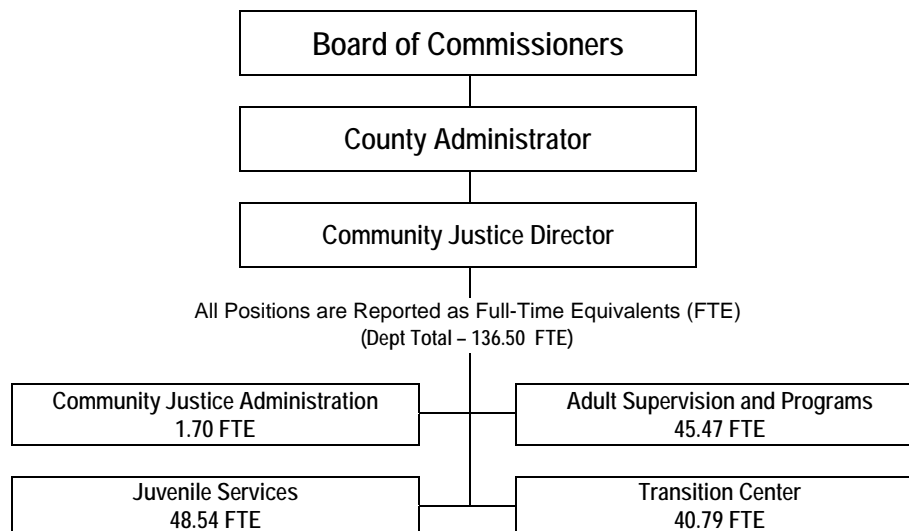 Board of Commissioners
County Administrator
Community Justice Director
All Positions are Reported as Full-Time Equivalents (FTE)
(Dept Total – 136.50 FTE)
Community Justice Administration
1.70 FTE
Adult Supervision and Programs
45.47 FTE
Juvenile Services
48.54 FTE
Transition Center
40.79 FTE